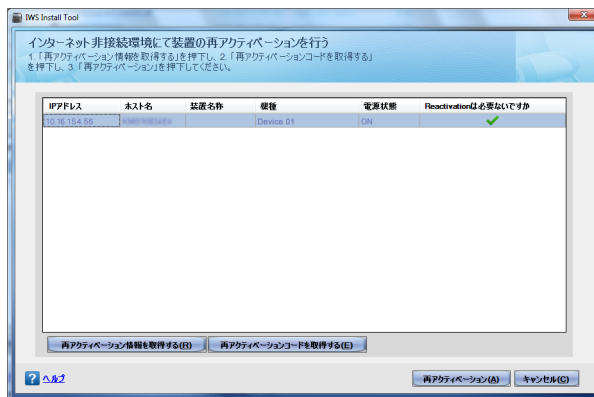 IWS Install Tool
インターネット非接続環境にて装置の再アクティベーションを行う
1.「再アクティベーション情報を取得する」を押下し、2.「再アクティベーションコードを取得する」
を押下し、3.「再アクティベーション」を押下してください。
IPアドレス ホスト名 装置名称 機種 電源状態 Reactivationは必要ないですか
10.16.154.56 Device 01 ON
再アクティベーション情報を取得する(R) 再アクティベーションコードを取得する(E)
? ヘルプ 再アクティベーション(A) キャンセル(C)